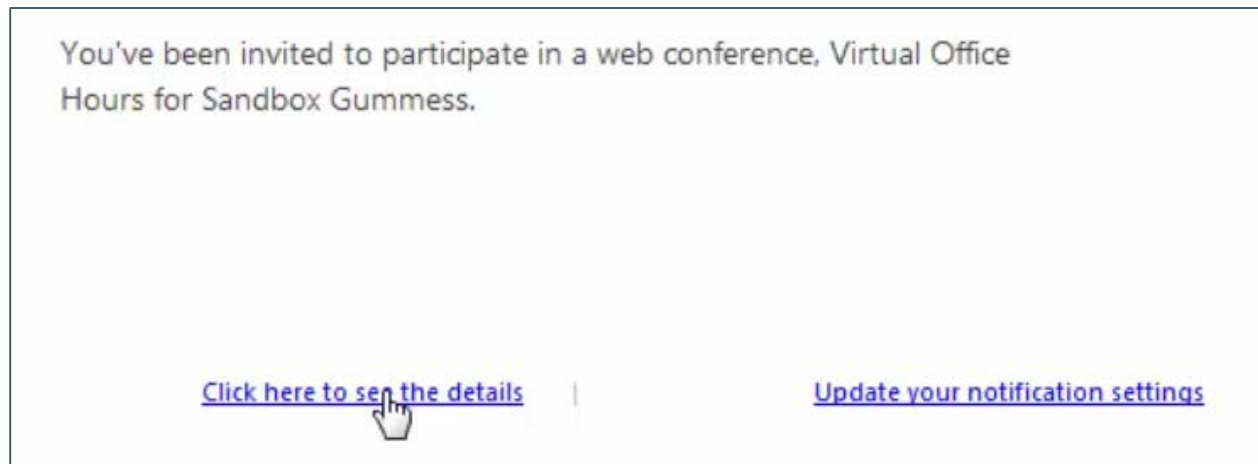 You've been invited to participate in a web conference, Virtual Office
Hours for Sandbox Gummess.
Click here to see the details | Update your notification settings